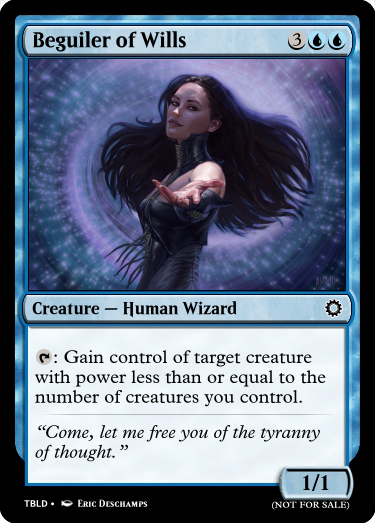 Beguiler of Wills 3
Creature — Human Wizard
: Gain control of target creature
with power less than or equal to the
number of creatures you control.
“Come, let me free you of the tyranny
of thought.”
1/1
TBLD • Eric Deschamps
(NOT FOR SALE)